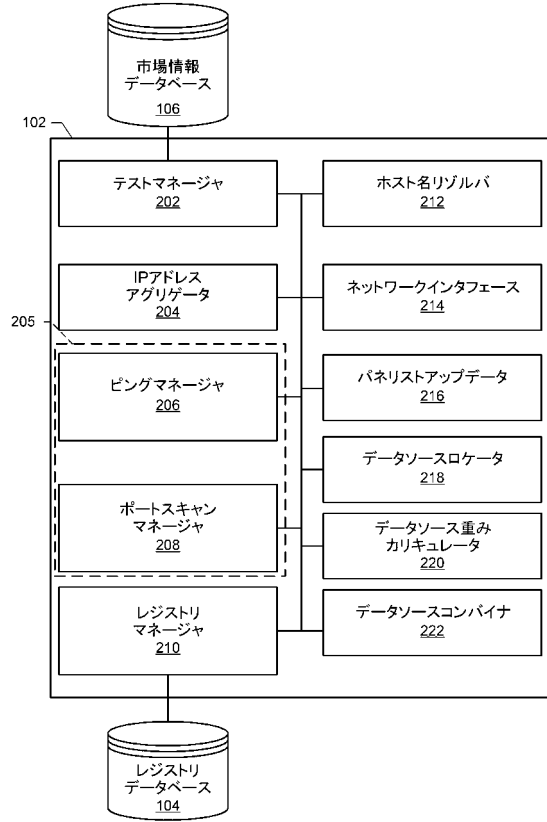 市場情報
データベース
106
102
テストマネージャ
202
ホスト名リゾルバ
212
IPアドレス
アグリゲータ
204
ネットワークインタフェース
214
205
ピングマネージャ
206
パネリストアップデータ
216
データソースロケータ
218
ポートスキャン
マネージャ
208
データソース重み
カリキュレータ
220
レジストリ
マネージャ
210
データソースコンバイナ
222
レジストリ
データベース
104